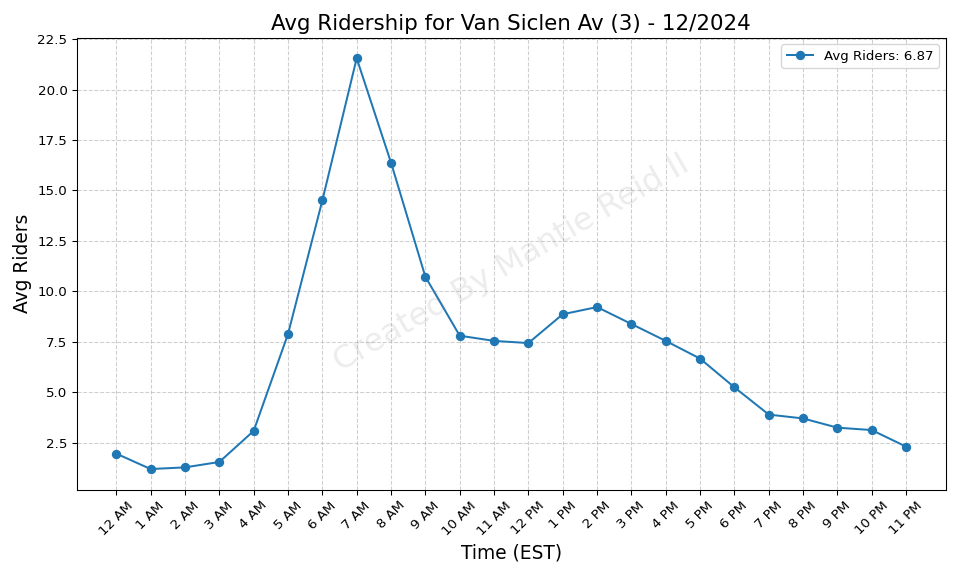 Avg Ridership for Van Siclen Av (3) - 12/2024
Avg Riders: 6.87
22.5
20.0
17.5
15.0
12.5
10.0
7.5
5.0
2.5
Avg Riders
Created By Mantie Reid II
12 AM
1 AM
2 AM
3 AM
4 AM
5 AM
6 AM
7 AM
8 AM
9 AM
10 AM
11 AM
12 PM
1 PM
2 PM
3 PM
4 PM
5 PM
6 PM
7 PM
8 PM
9 PM
10 PM
11 PM
Time (EST)